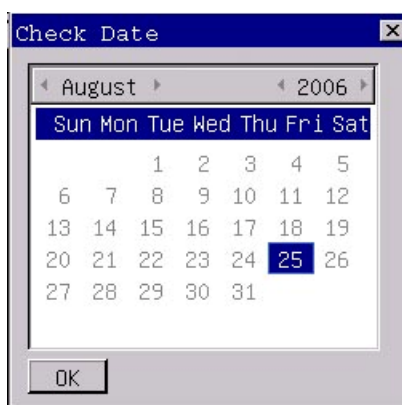 Check Date
August 2006
Sun Mon Tue Wed Thu Fri Sat
1 2 3 4 5
6 7 8 9 10 11 12
13 14 15 16 17 18 19
20 21 22 23 24 25 26
27 28 29 30 31
OK